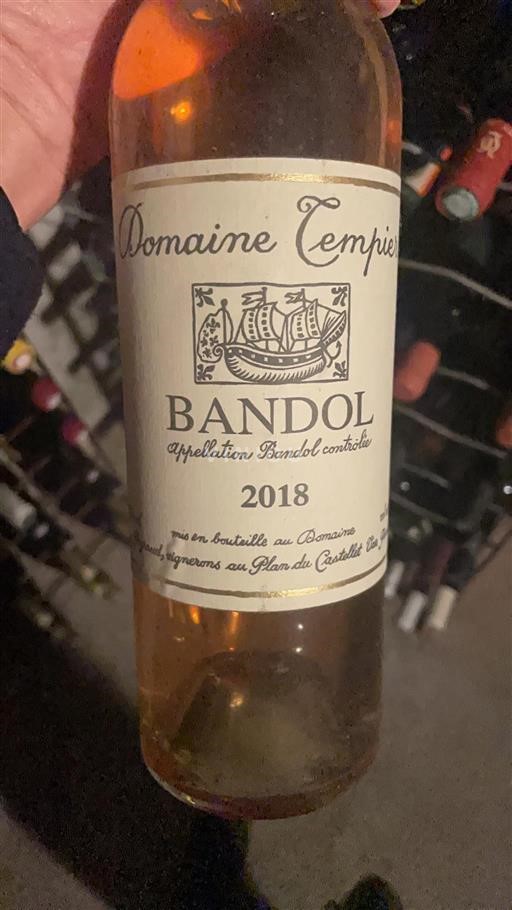 Domaine Tempier
BANDOL
Appellation Bandol contrôlée
2018
mis en bouteille au Domaine
vignerons au Plan du Castellet